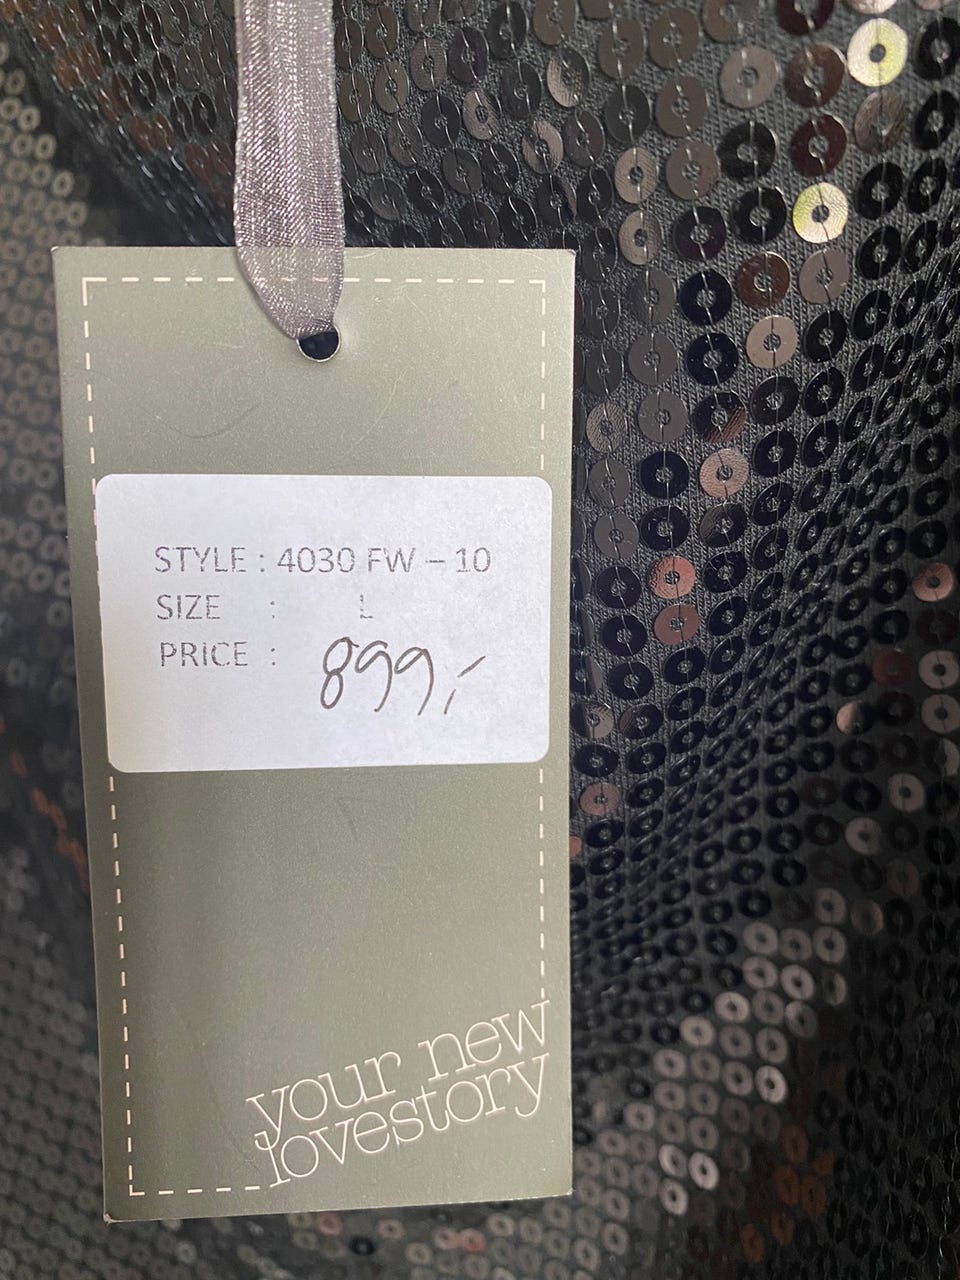 STYLE : 4030 FW – 10
SIZE : L
PRICE : 899,-
your new
lovestory